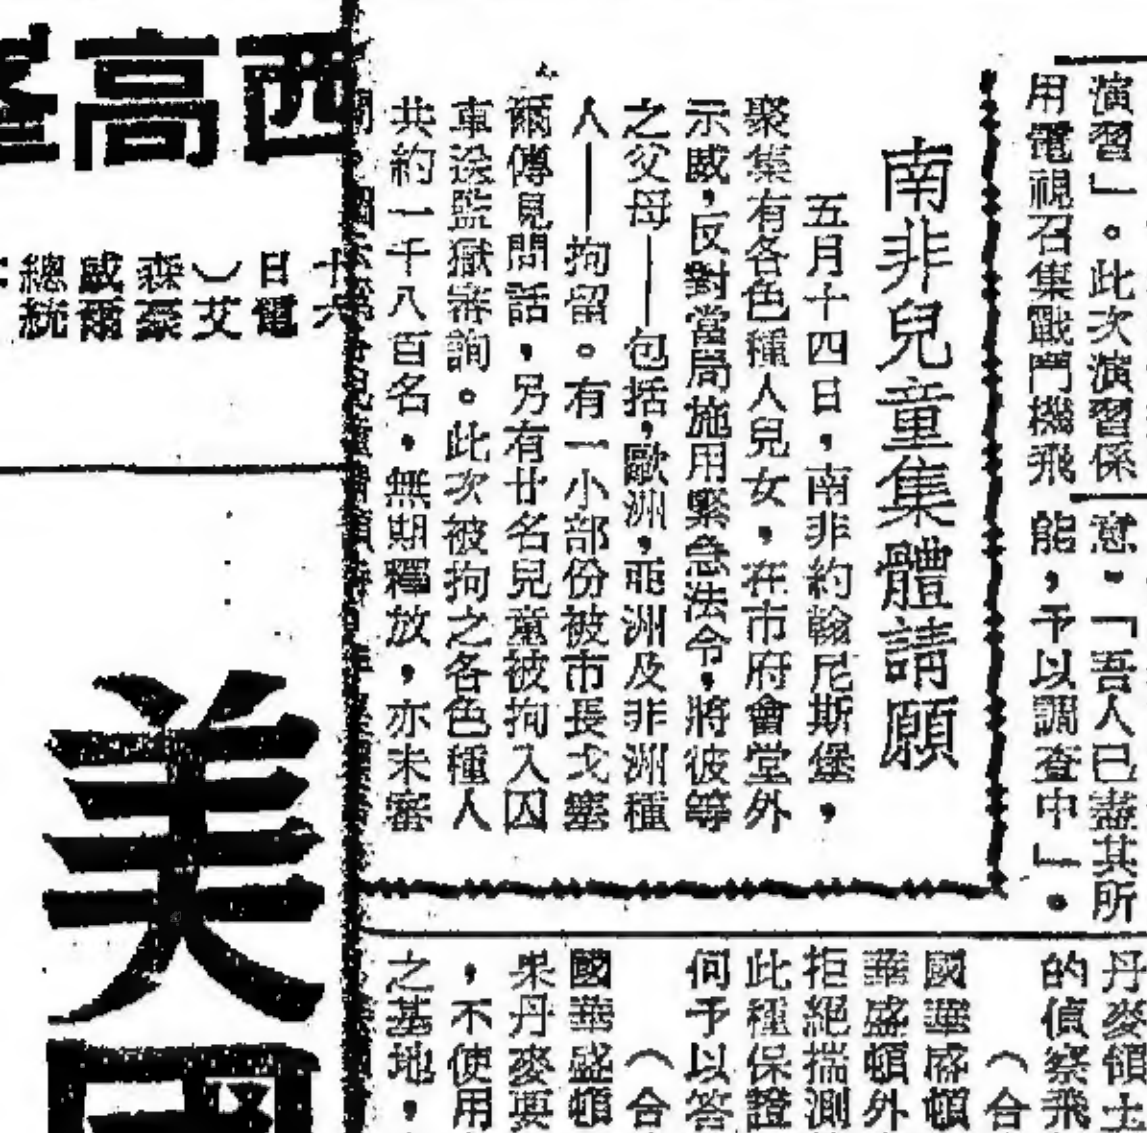 演習」。此次演習係
用電視召集戰鬥機飛
意。「吾人已盡其所
能,予以調查中」。
南非兒童集體請願
五月十四日,南非約翰尼斯堡,
聚集有各色種人兒女,在市府會堂外
示威,反對當局施用緊急法令,將彼等
之父母——包括,歐洲,亞洲及非洲種
人——拘留。有一小部份被市長戈塞
爾傳見問話,另有廿名兒童被拘入囚
車送監獄審詢。此次被拘之各色種人
共約一千八百名,無期釋放,亦未審
西高峯
日電
)艾
森豪
威爾
總統
美國
丹麥領土
的偵察飛
(合
國華盛頓
華盛頓外
拒絕揣測
此種保證
何予以答
(合
國華盛頓
果丹麥要
,不使用
之基地,